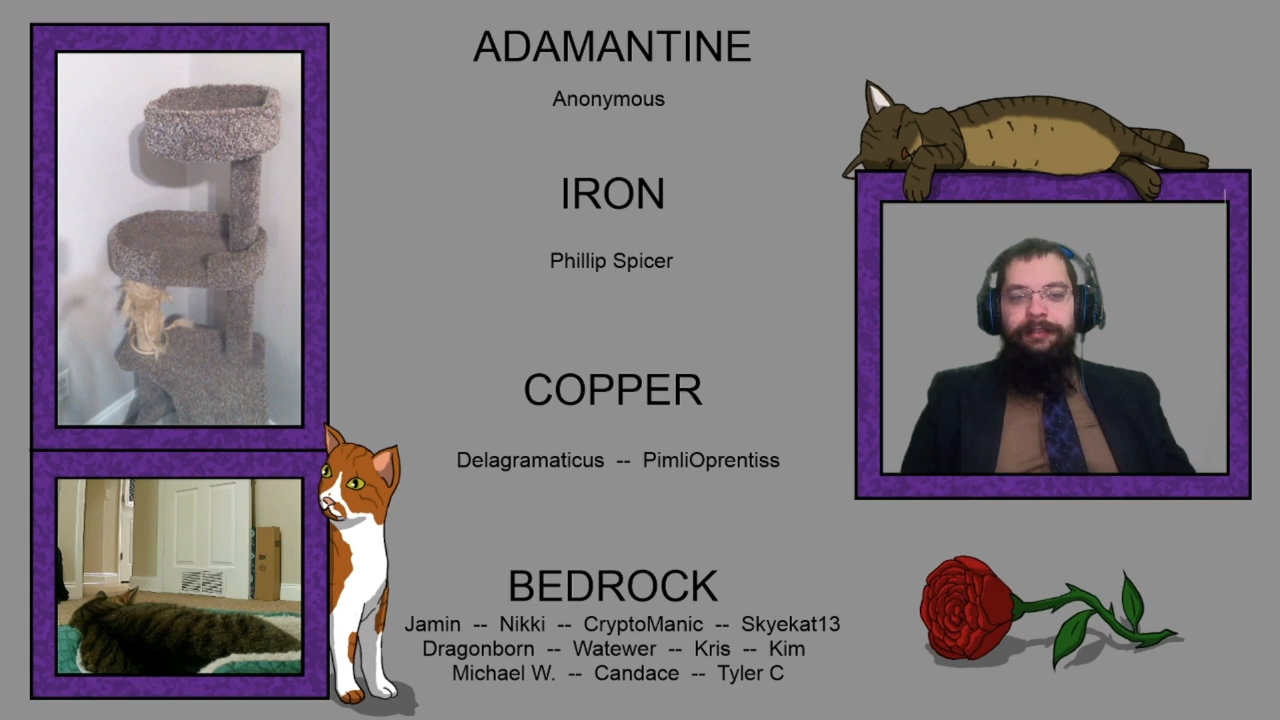 ADAMANTINE
Anonymous
IRON
Phillip Spicer
COPPER
Delagramaticus -- PimliOprentiss
BEDROCK
Jamin -- Nikki -- CryptoManic -- Skyekat13
Dragonborn -- Watewer -- Kris -- Kim
Michael W. -- Candace -- Tyler C